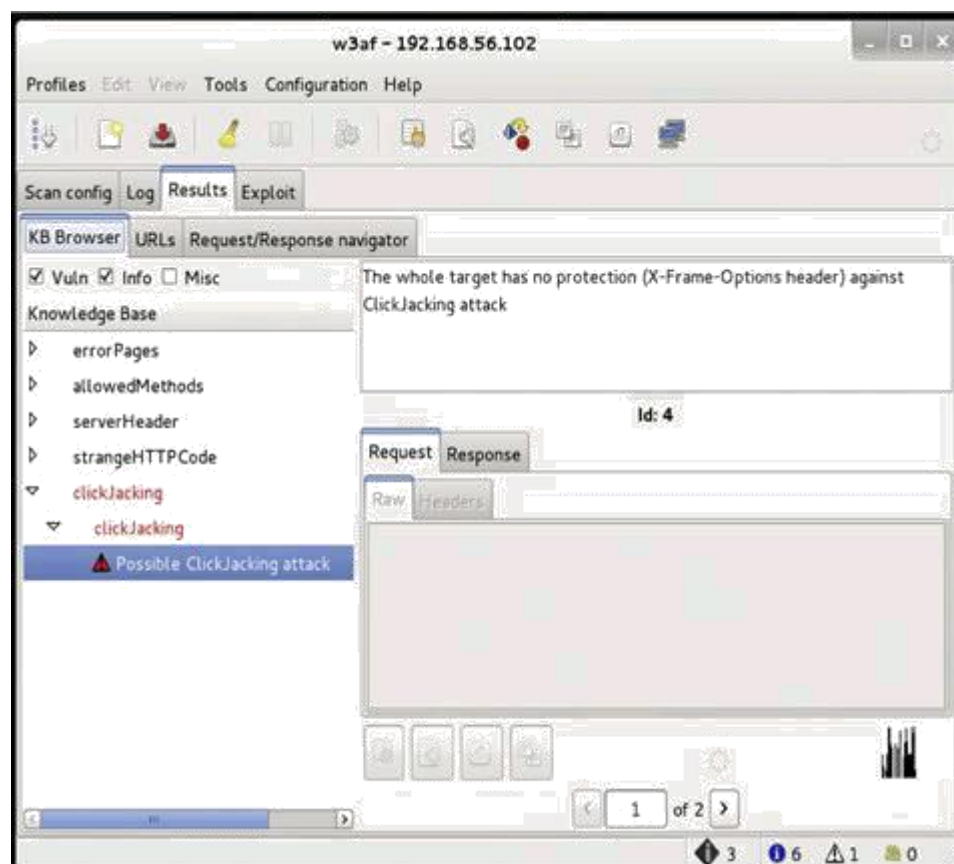 w3af - 192.168.56.102
Profiles Edit View Tools Configuration Help
Scan config Log Results Exploit
KB Browser URLs Request/Response navigator
Vuln Info Misc
Knowledge Base
errorPages
allowedMethods
serverHeader
strangeHTTPCode
clickJacking
clickJacking
Possible ClickJacking attack
The whole target has no protection (X-Frame-Options header) against
ClickJacking attack
Id: 4
Request Response
Raw Headers
1 of 2
3 6 1 0